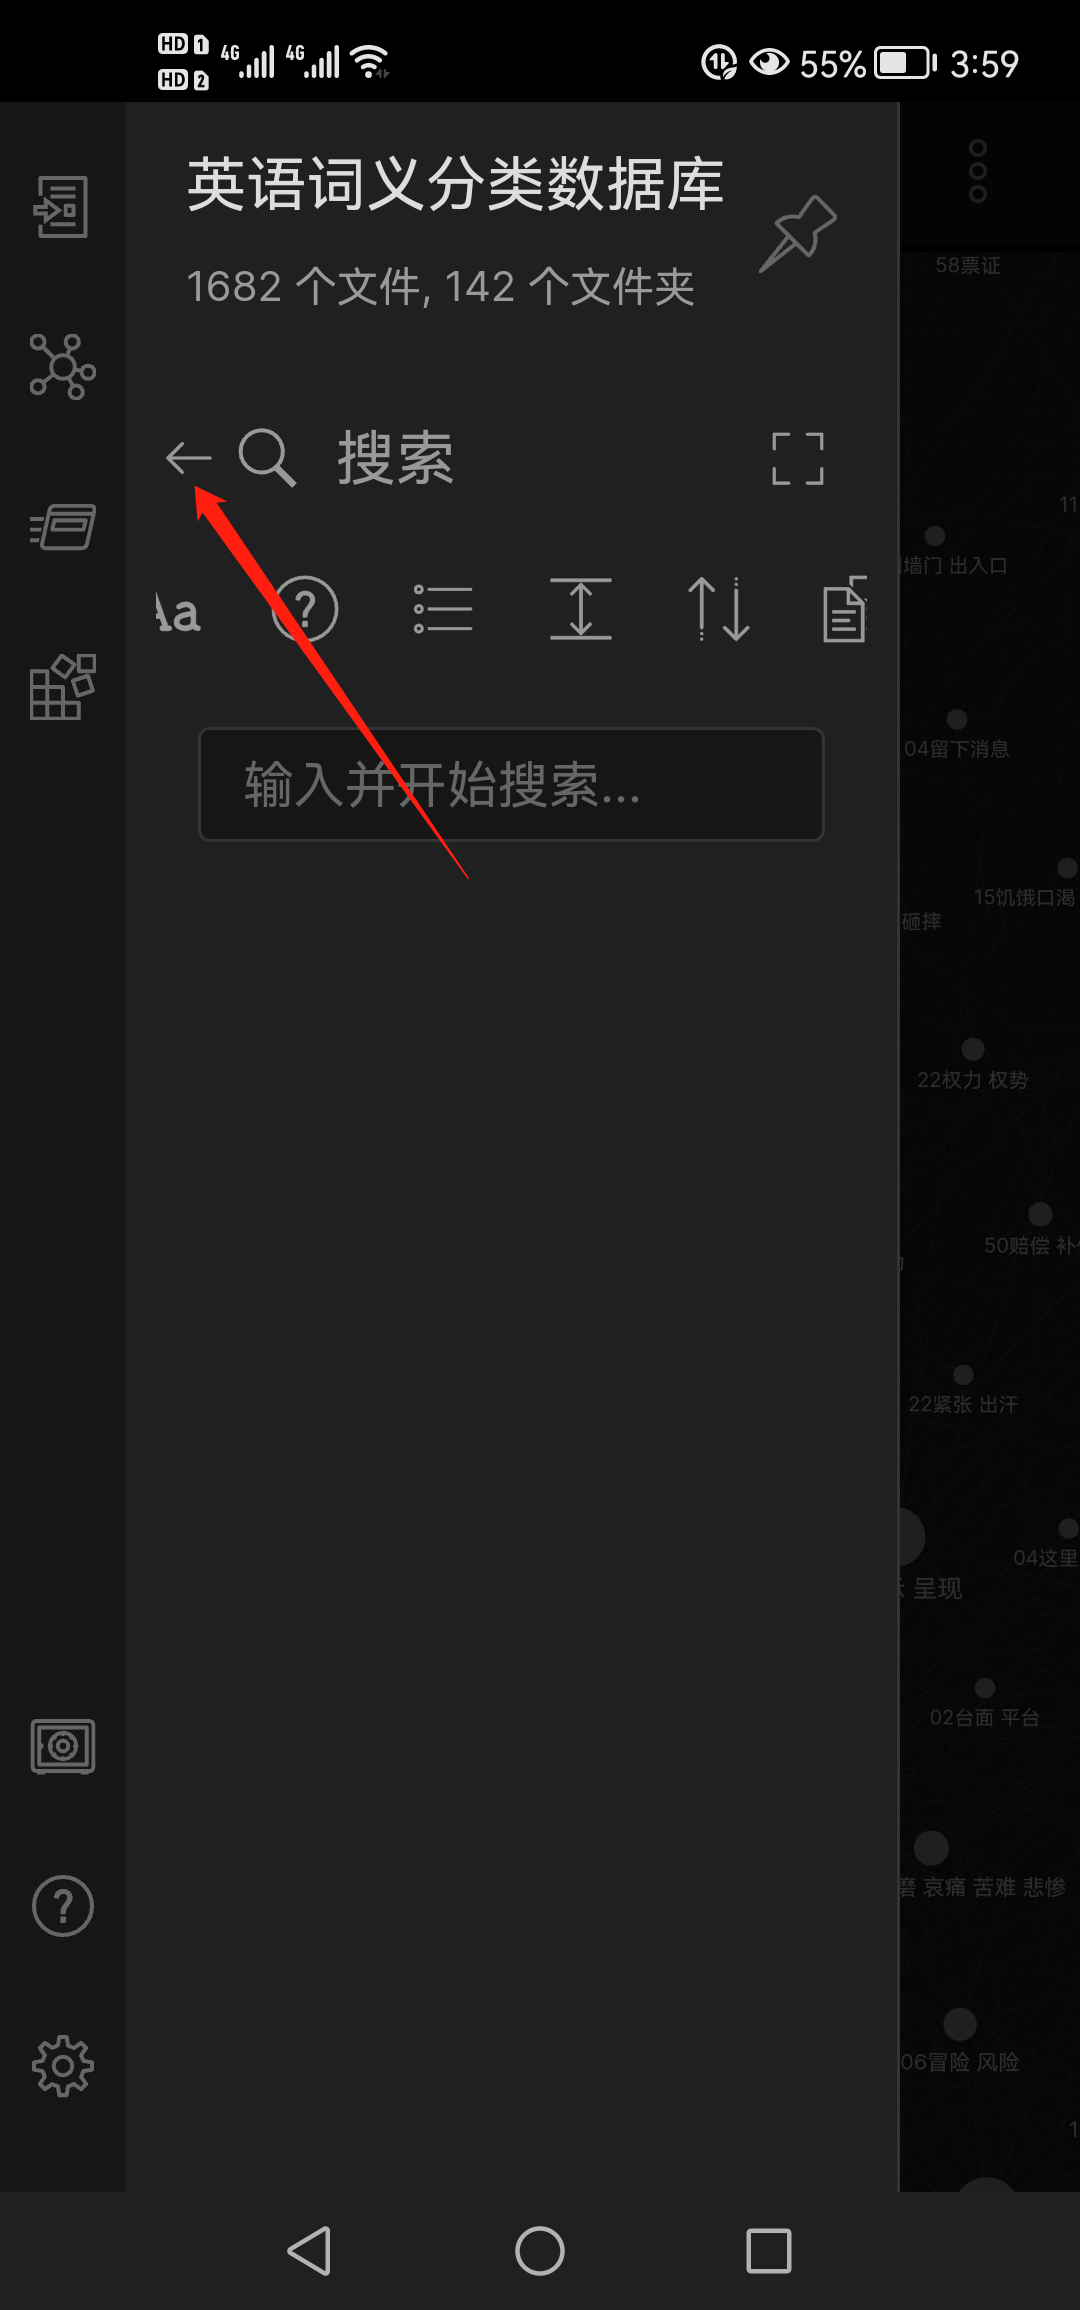 HD 1 4G 4G 55% 3:59
HD 2
英语词义分类数据库
1682 个文件, 142 个文件夹
58票证
搜索
11
墙门 出入口
Aa
04留下消息
输入并开始搜索...
15饥饿口渴
砸摔
22权力 权势
50赔偿 补
22紧张 出汗
04这里
呈现
02台面 平台
磨 哀痛 苦难 悲惨
06冒险 风险
1